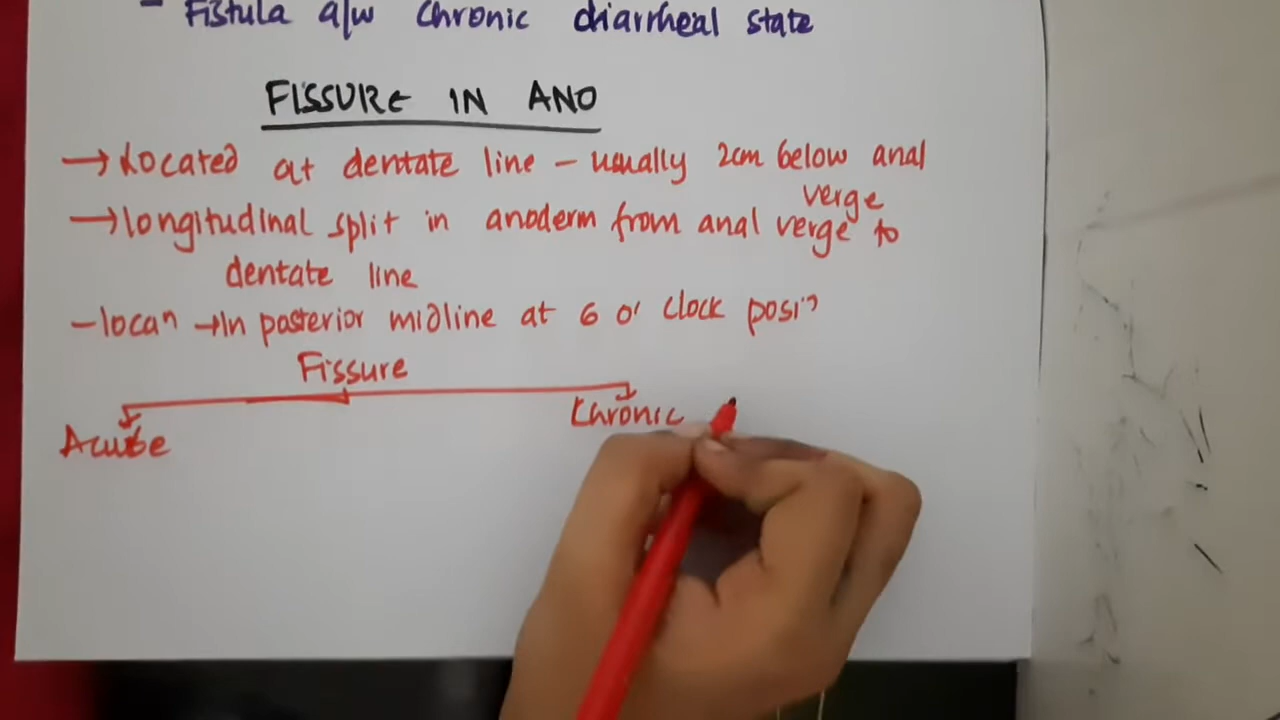 - Fistula a/w chronic diarrheal state
FISSURE IN ANO
→ Located at dentate line – usually 2cm below anal
verge
→ longitudinal split in anoderm from anal verge to
dentate line
- locan → In posterior midline at 6 o' clock posiⁿ
Fissure
Acute
Chronic